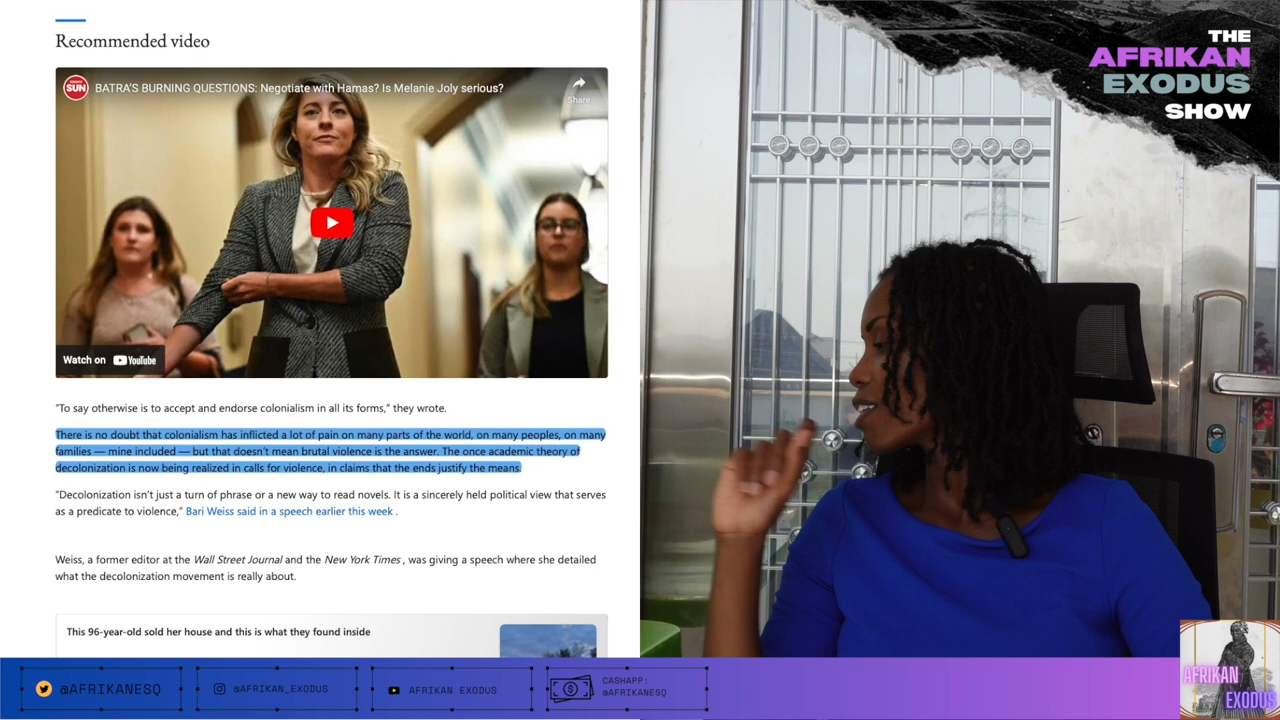 Recommended video
TORONTO
SUN
BATRA'S BURNING QUESTIONS: Negotiate with Hamas? Is Melanie Joly serious?
Share
Watch on YouTube
"To say otherwise is to accept and endorse colonialism in all its forms," they wrote.
There is no doubt that colonialism has inflicted a lot of pain on many parts of the world, on many peoples, on many
families — mine included — but that doesn't mean brutal violence is the answer. The once academic theory of
decolonization is now being realized in calls for violence, in claims that the ends justify the means.
"Decolonization isn't just a turn of phrase or a new way to read novels. It is a sincerely held political view that serves
as a predicate to violence," Bari Weiss said in a speech earlier this week .
Weiss, a former editor at the Wall Street Journal and the New York Times , was giving a speech where she detailed
what the decolonization movement is really about.
This 96-year-old sold her house and this is what they found inside
THE
AFRIKAN
EXODUS
SHOW
@AFRIKANESQ
@AFRIKAN_EXODUS
AFRIKAN EXODUS
CASHAPP:
@AFRIKANESQ
AFRIKAN
EXODUS